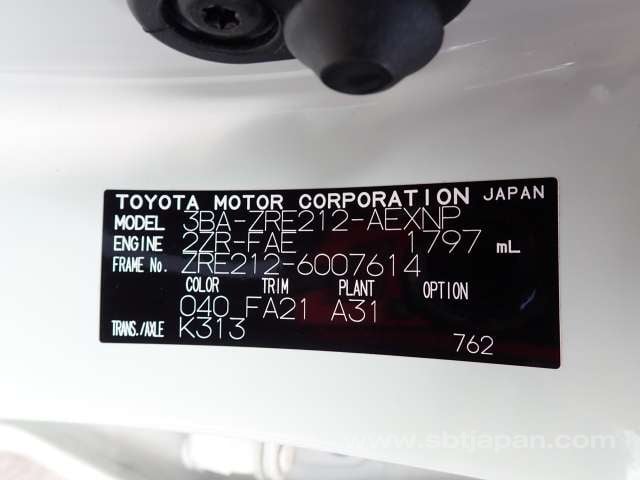 TOYOTA MOTOR CORPORATION JAPAN
MODEL 3BA-ZRE212-AEXNP
ENGINE 2ZR-FAE 1797 mL
FRAME No. ZRE212-6007614
COLOR TRIM PLANT OPTION
040 FA21 A31
TRANS./AXLE K313
762
www.sbtjapan.com